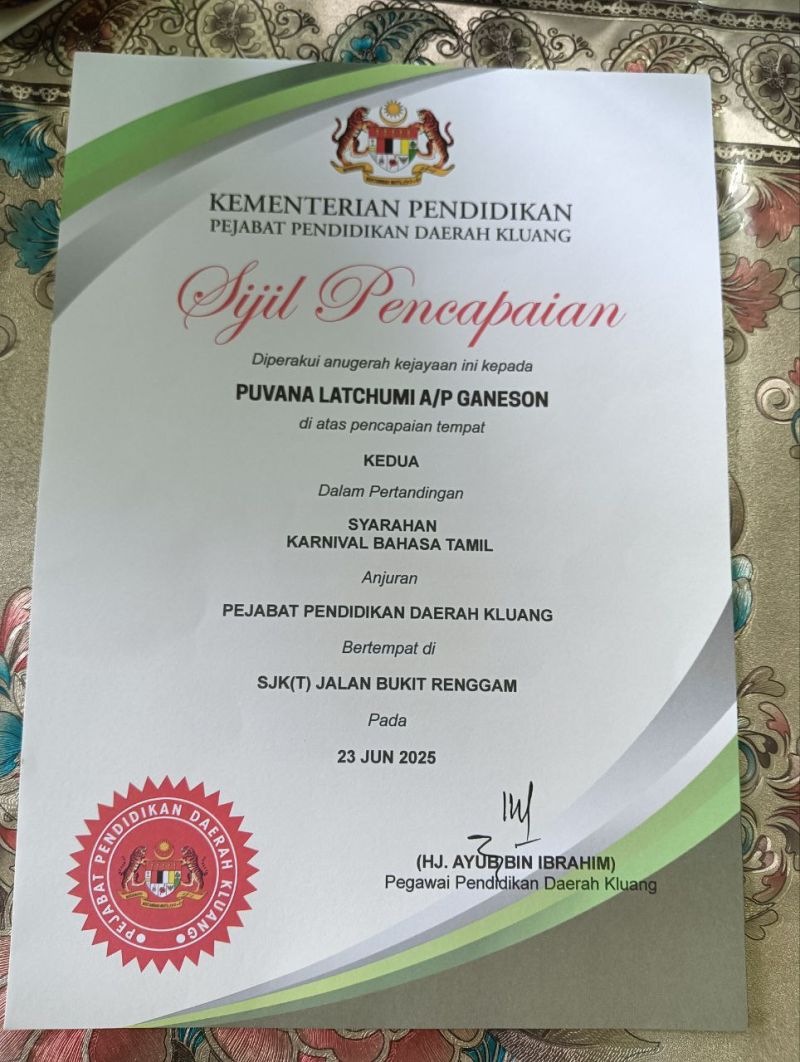 KEMENTERIAN PENDIDIKAN
PEJABAT PENDIDIKAN DAERAH KLUANG
Sijil Pencapaian
Diperakui anugerah kejayaan ini kepada
PUVANA LATCHUMI A/P GANESON
di atas pencapaian tempat
KEDUA
Dalam Pertandingan
SYARAHAN
KARNIVAL BAHASA TAMIL
Anjuran
PEJABAT PENDIDIKAN DAERAH KLUANG
Bertempat di
SJK(T) JALAN BUKIT RENGGAM
Pada
23 JUN 2025
(HJ. AYUB BIN IBRAHIM)
Pegawai Pendidikan Daerah Kluang
PEJABAT PENDIDIKAN DAERAH KLUANG